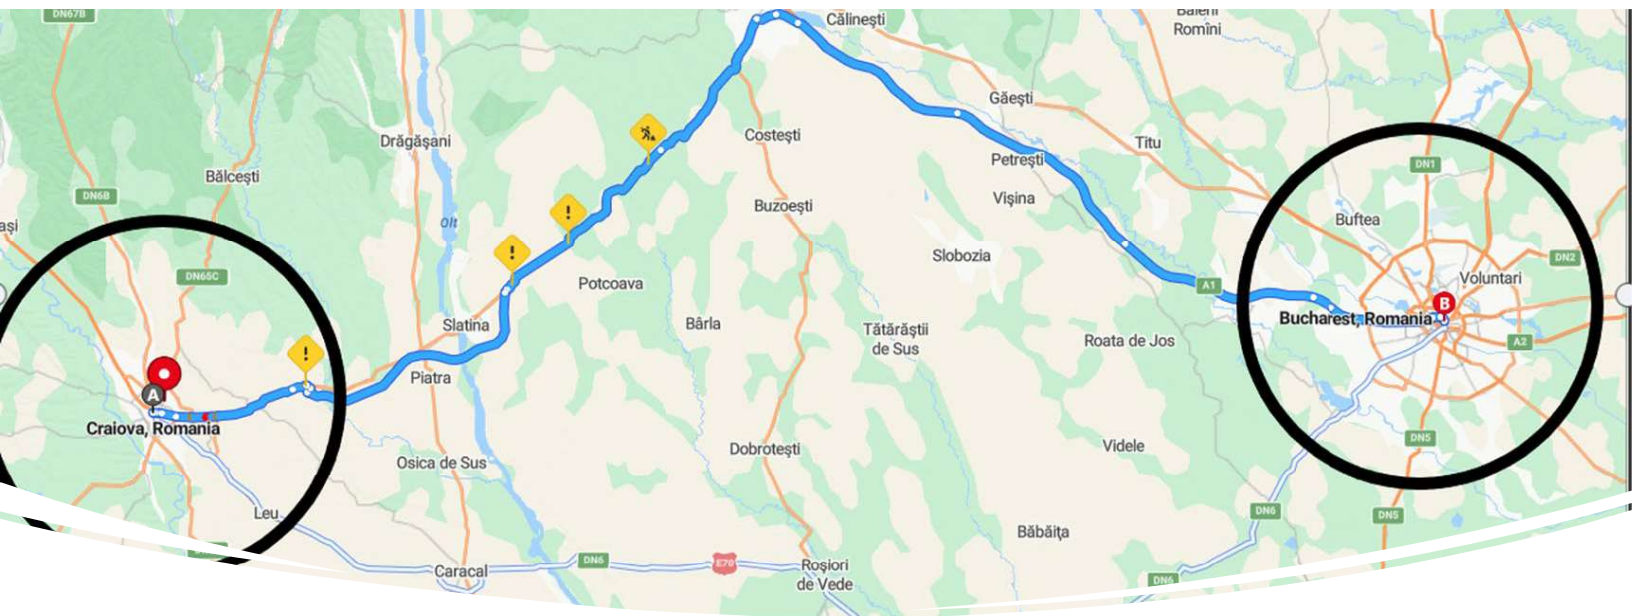 DN67B
Călinești
Băleni
Romîni
Găești
Drăgășani
Costești
Titu
Petrești
DN1
Bălcești
DN6B
Vișina
Buzoești
Buftea
Olt
Slobozia
DN2
DN65C
Voluntari
Potcoava
A1
B
Bucharest, Romania
Slatina
Bârla
Tătărăștii
de Sus
Roata de Jos
A2
Piatra
A
Craiova, Romania
DN5
Dobrotești
Videle
Osica de Sus
Leu
DN6
DN5
Băbăița
DN6
E70
Caracal
Roșiori
de Vede
DN6